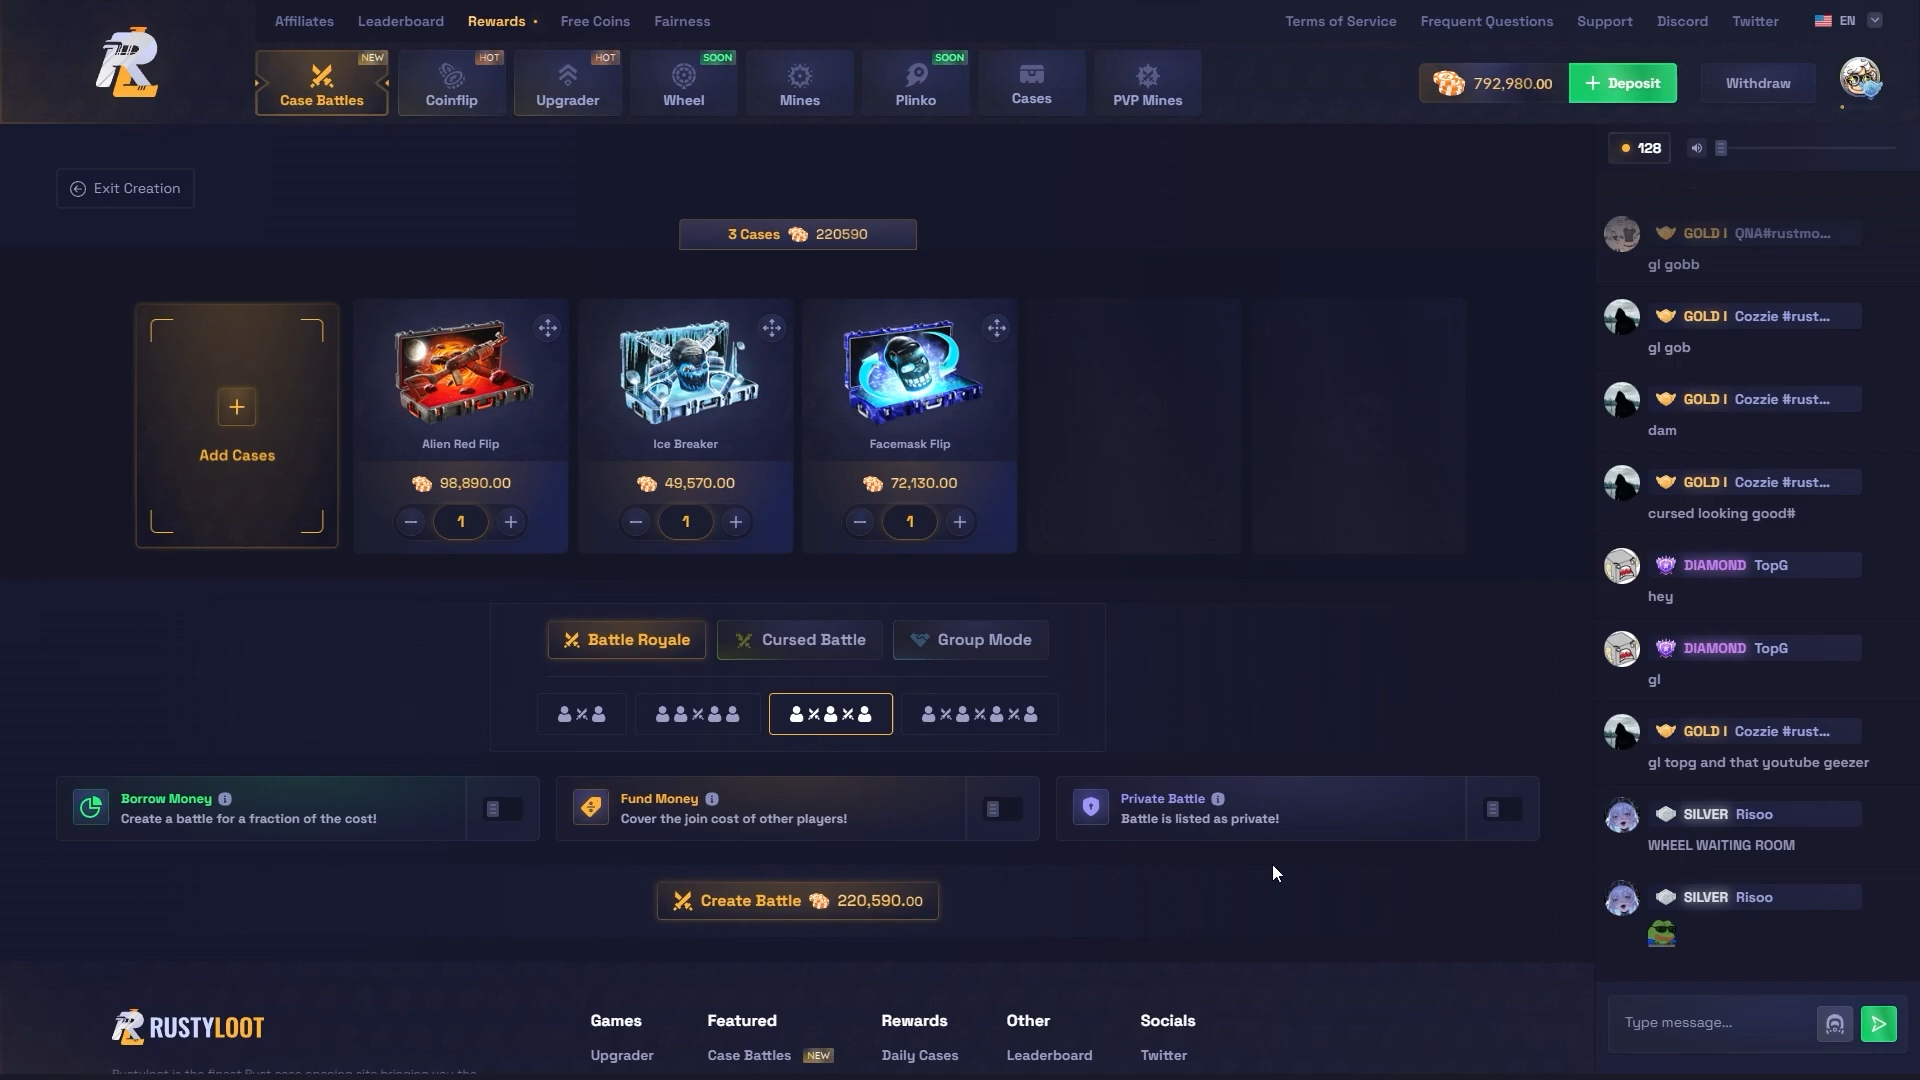 Affiliates
Leaderboard
Rewards
Free Coins
Fairness
Terms of Service
Frequent Questions
Support
Discord
Twitter
EN
NEW
Case Battles
HOT
Coinflip
HOT
Upgrader
SOON
Wheel
Mines
SOON
Plinko
Cases
PVP Mines
792,980.00
+ Deposit
Withdraw
Exit Creation
128
3 Cases 220590
Add Cases
Alien Red Flip
98,890.00
1
Ice Breaker
49,570.00
1
Facemask Flip
72,130.00
1
Battle Royale
Cursed Battle
Group Mode
Borrow Money
Create a battle for a fraction of the cost!
Fund Money
Cover the join cost of other players!
Private Battle
Battle is listed as private!
Create Battle 220,590.00
GOLD I QNA#rustmo...
gl gobb
GOLD I Cozzie #rust...
gl gob
GOLD I Cozzie #rust...
dam
GOLD I Cozzie #rust...
cursed looking good#
DIAMOND TopG
hey
DIAMOND TopG
gl
GOLD I Cozzie #rust...
gl topg and that youtube geezer
SILVER Risoo
WHEEL WAITING ROOM
SILVER Risoo
Type message...
RUSTYLOOT
Games
Upgrader
Featured
Case Battles NEW
Rewards
Daily Cases
Other
Leaderboard
Socials
Twitter